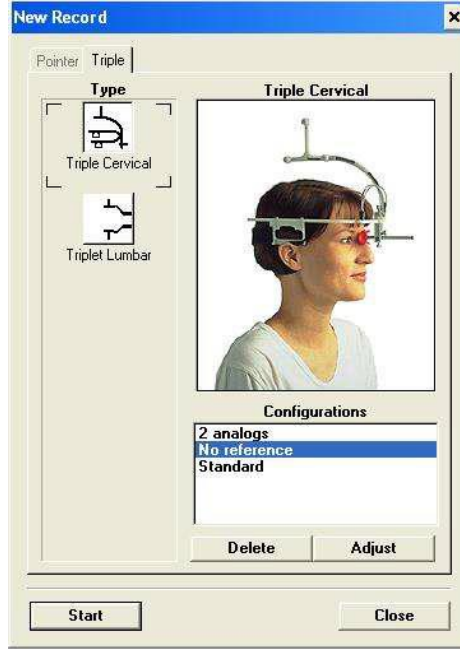 New Record
Pointer Triple
Type
Triple Cervical
Triplet Lumbar
Triple Cervical
Configurations
2 analogs
No reference
Standard
Delete Adjust
Start Close